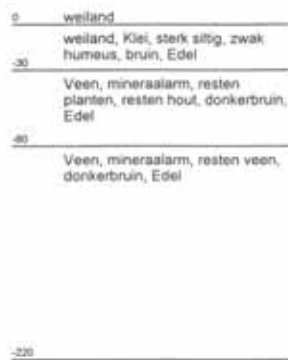 0 weiland
weiland, Klei, sterk siltig, zwak
humeus, bruin, Edel
-30
Veen, mineraalarm, resten
planten, resten hout, donkerbruin,
Edel
-80
Veen, mineraalarm, resten veen,
donkerbruin, Edel
-220